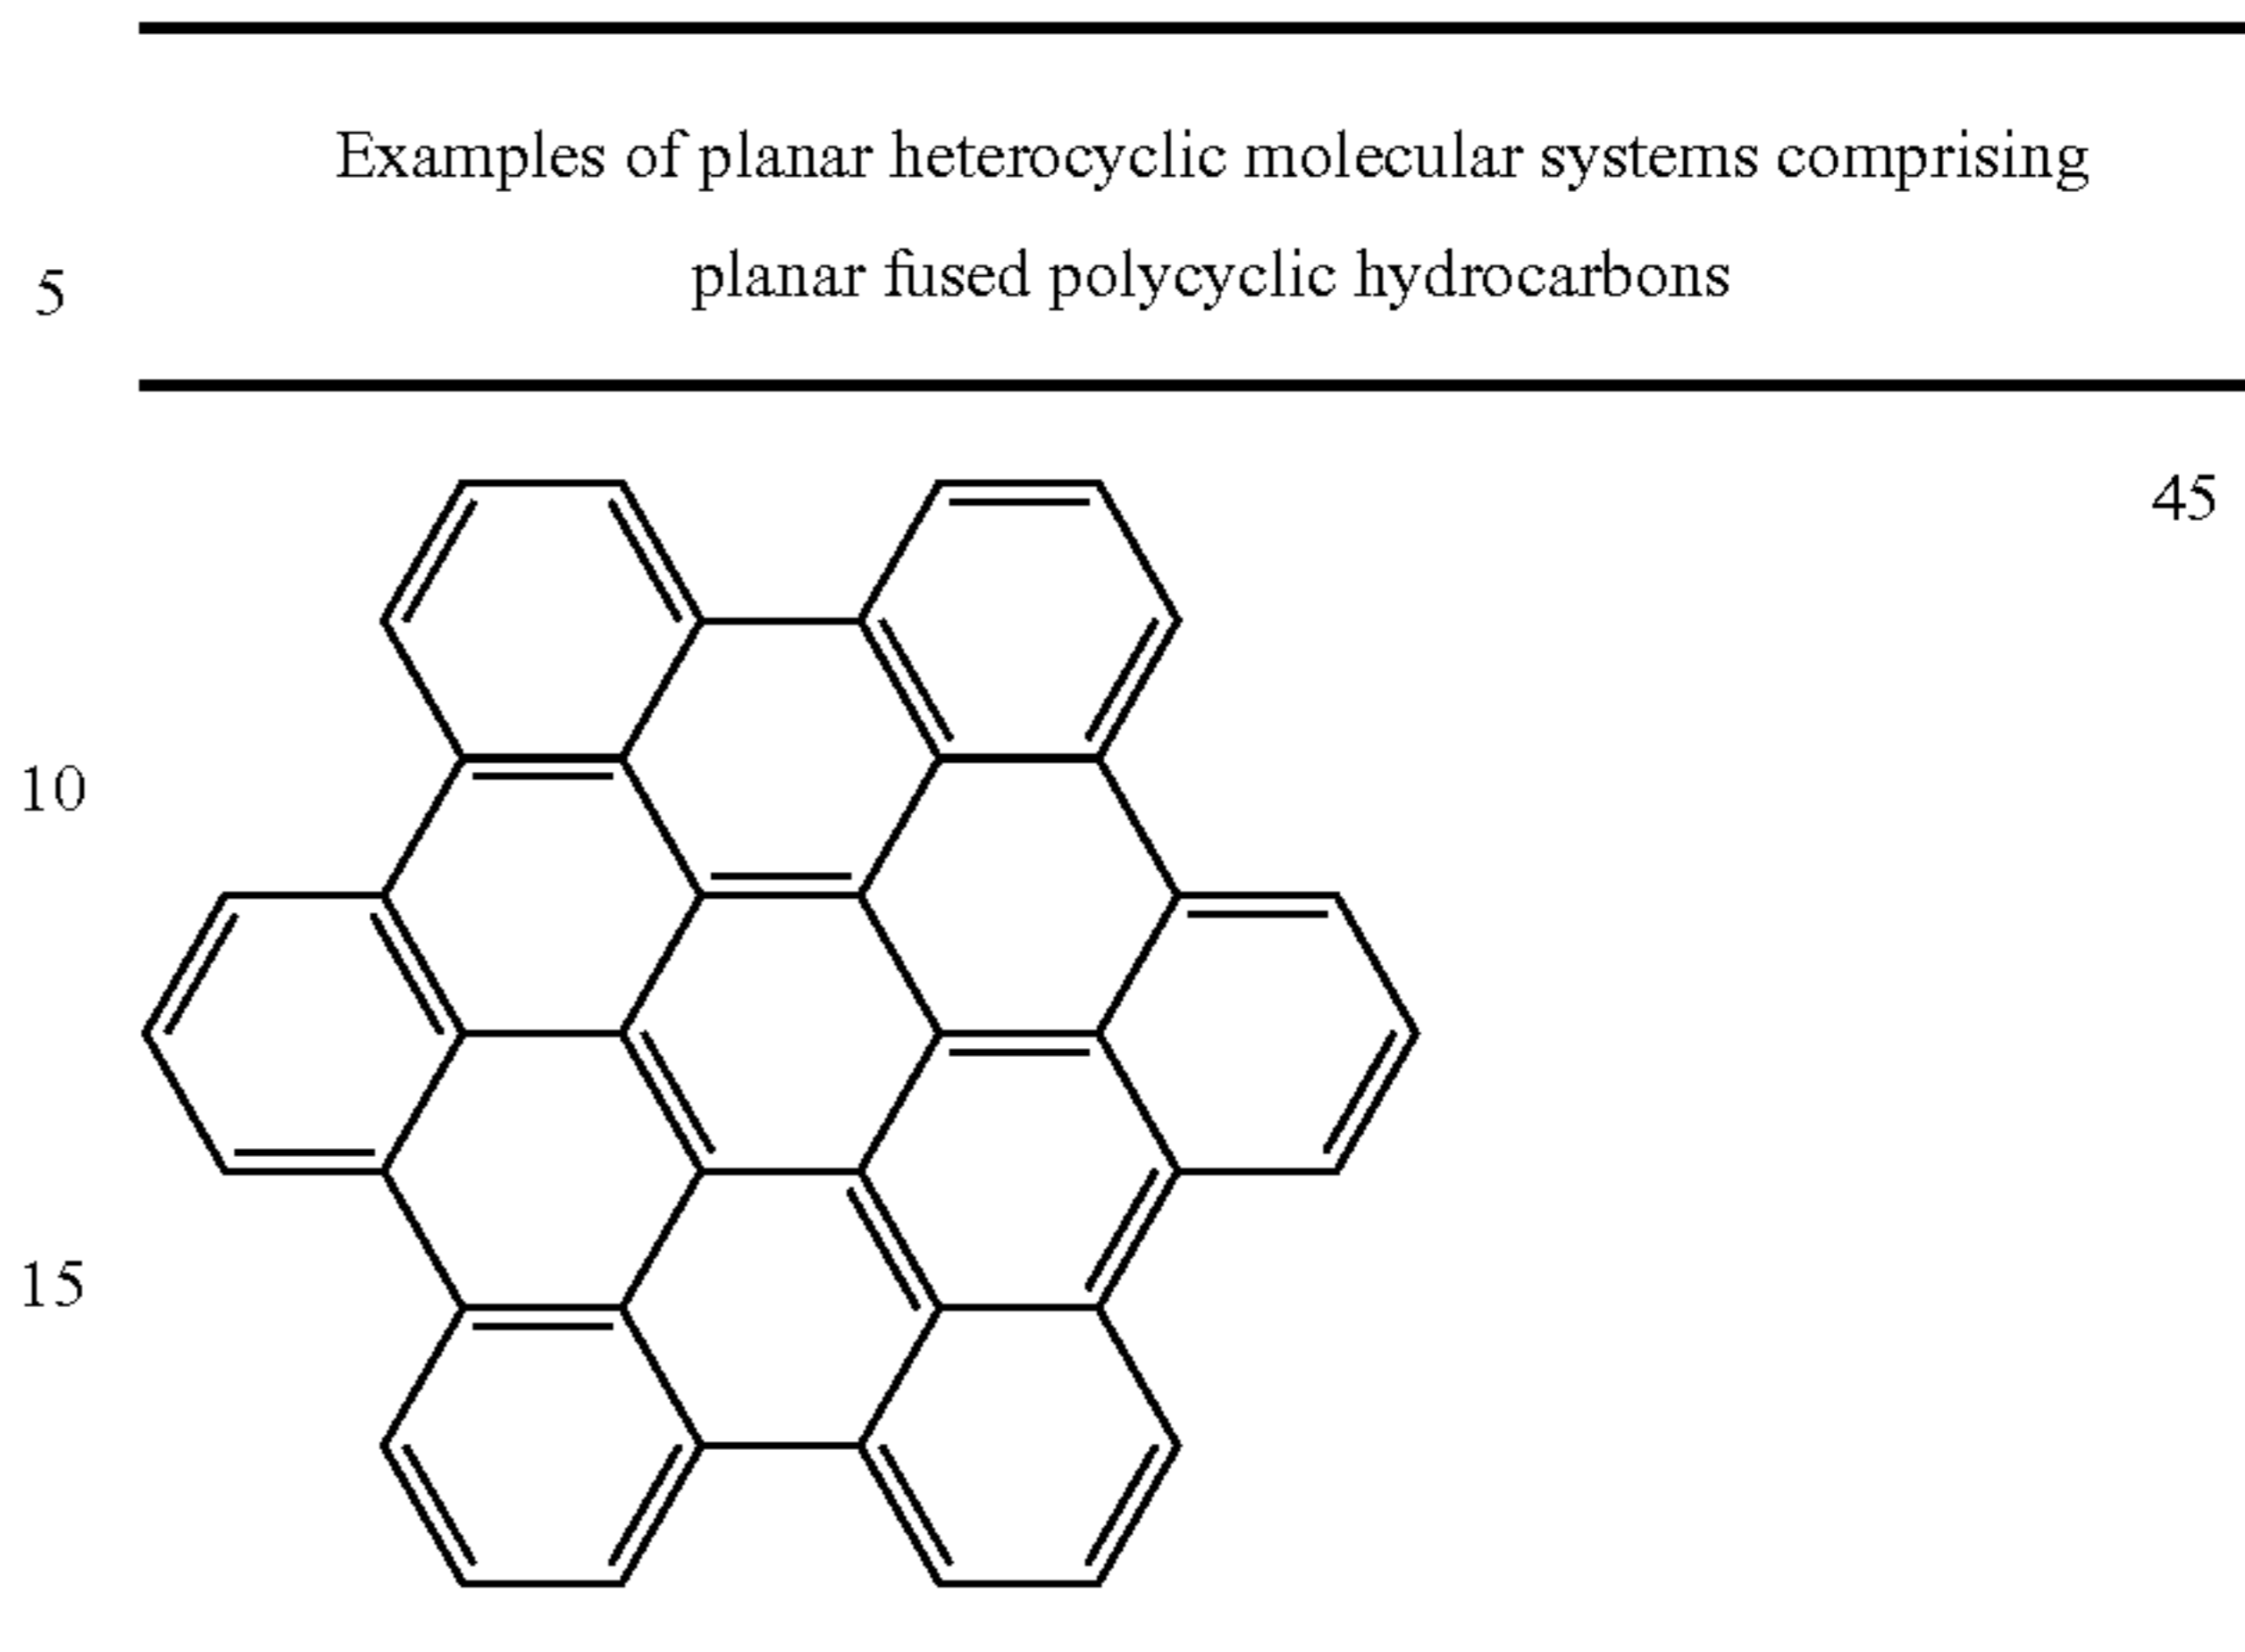 Examples of planar heterocyclic molecular systems comprising
planar fused polycyclic hydrocarbons
5
45
10
15